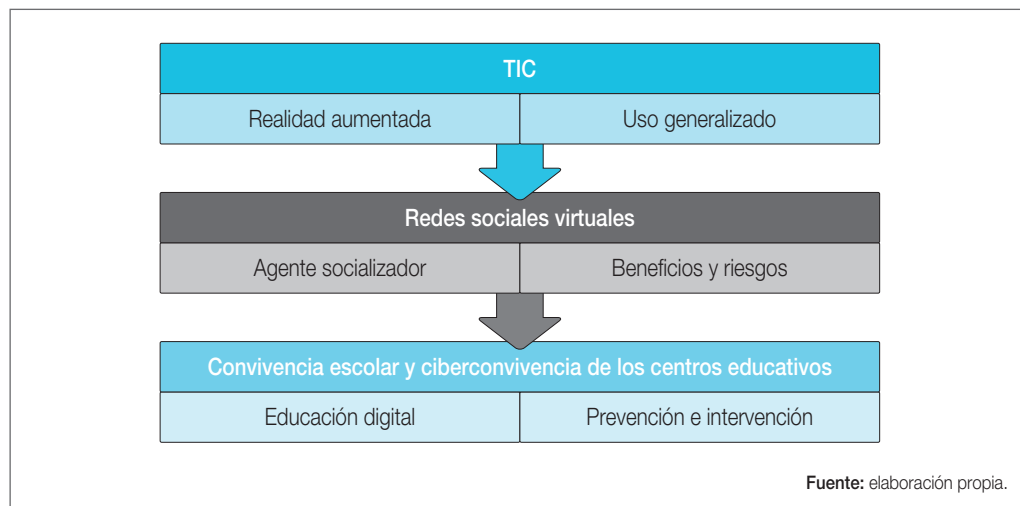 TIC
Realidad aumentada
Uso generalizado
Redes sociales virtuales
Agente socializador
Beneficios y riesgos
Convivencia escolar y ciberconvivencia de los centros educativos
Educación digital
Prevención e intervención
Fuente: elaboración propia.